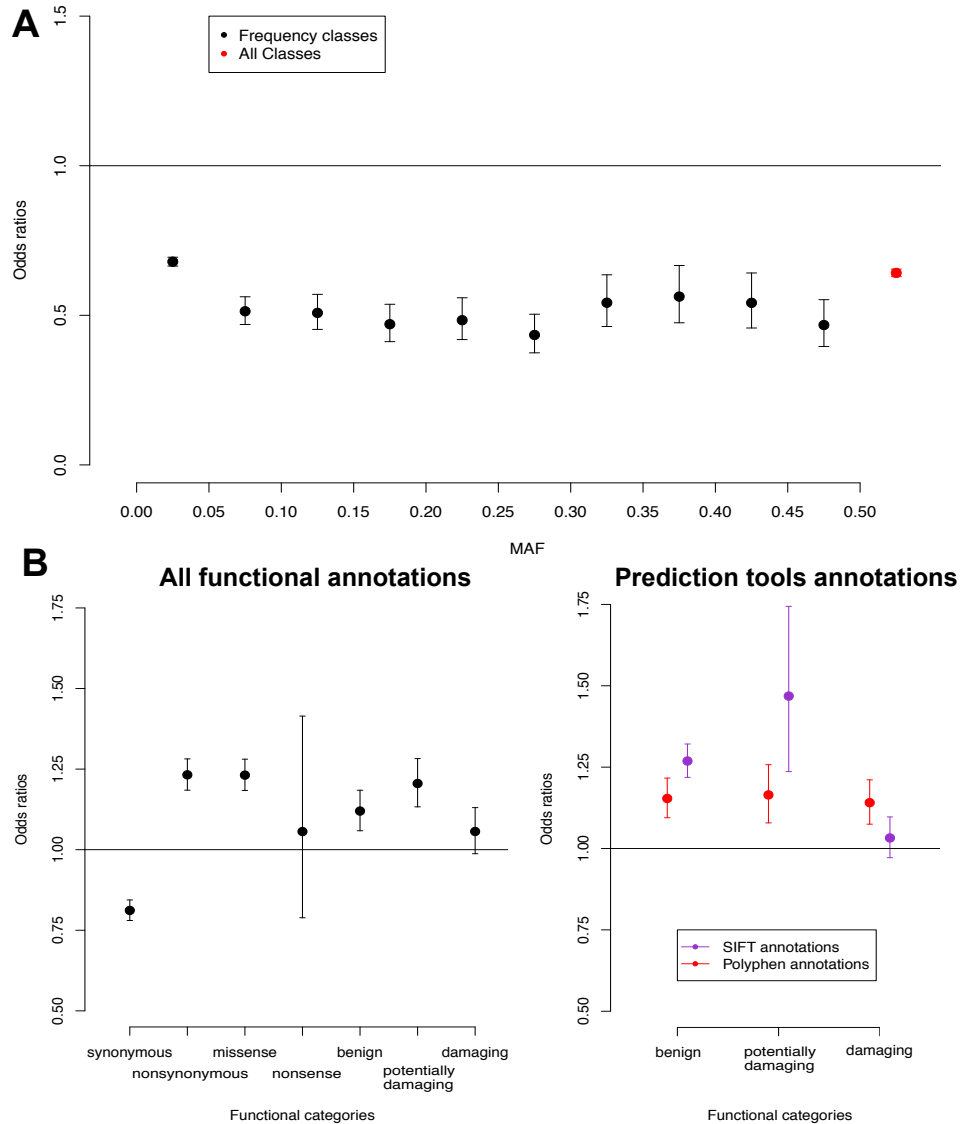 A
Frequency classes
All Classes
1.5
1.0
0.5
0.0
Odds ratios
0.00 0.05 0.10 0.15 0.20 0.25 0.30 0.35 0.40 0.45 0.50
MAF
B
All functional annotations
1.75
1.50
1.25
1.00
0.75
0.50
Odds ratios
synonymous missense benign damaging
nonsynonymous nonsense potentially
damaging
Functional categories
Prediction tools annotations
1.75
1.50
1.25
1.00
0.75
0.50
Odds ratios
SIFT annotations
Polyphen annotations
benign potentially damaging
damaging
Functional categories